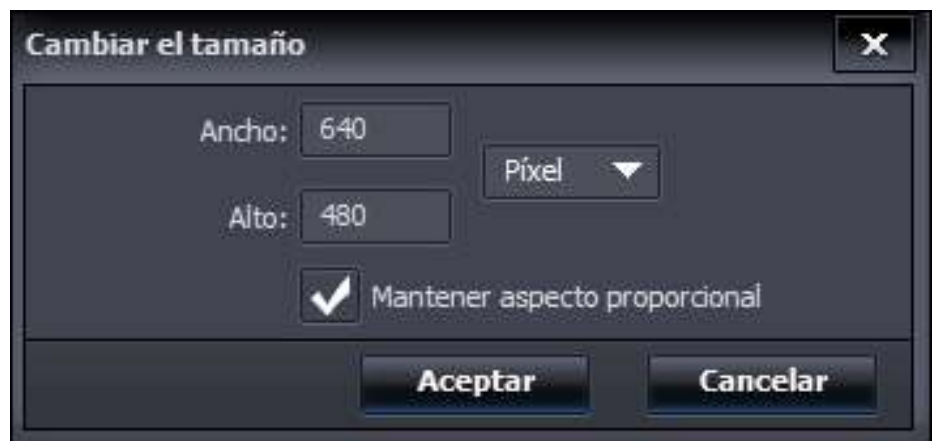 Cambiar el tamaño
Ancho: 640
Píxel
Alto: 480
Mantener aspecto proporcional
Aceptar Cancelar